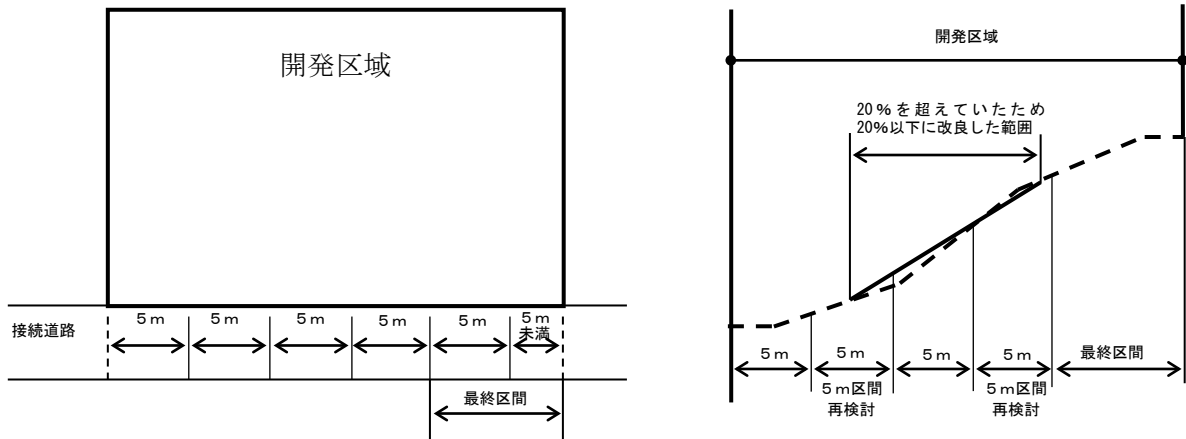 開発区域
接続道路
5m
5m
5m
5m
5m
5m
未満
最終区間
開発区域
20%を超えていたため
20%以下に改良した範囲
5m
5m
5m
5m
最終区間
5m区間
再検討
5m区間
再検討